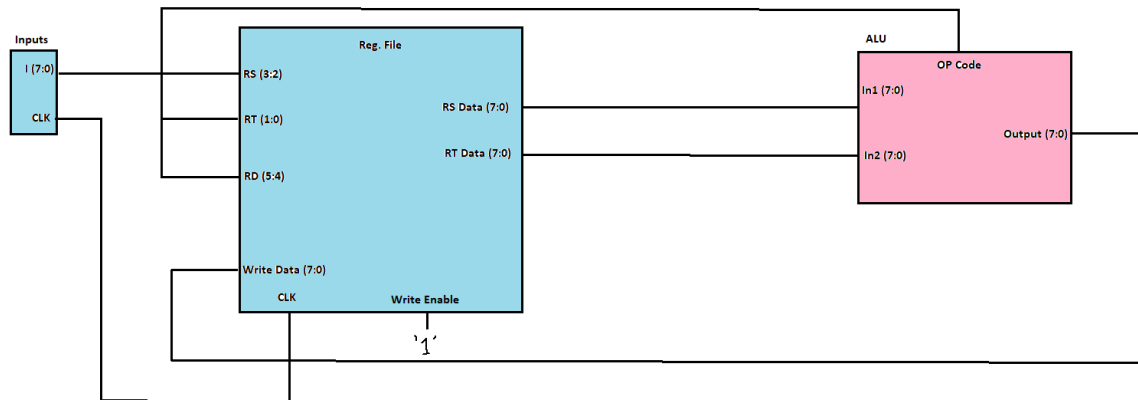 Inputs
I (7:0)
CLK
Reg. File
RS (3:2)
RT (1:0)
RD (5:4)
Write Data (7:0)
CLK
Write Enable
'1'
RS Data (7:0)
RT Data (7:0)
ALU
OP Code
In1 (7:0)
In2 (7:0)
Output (7:0)